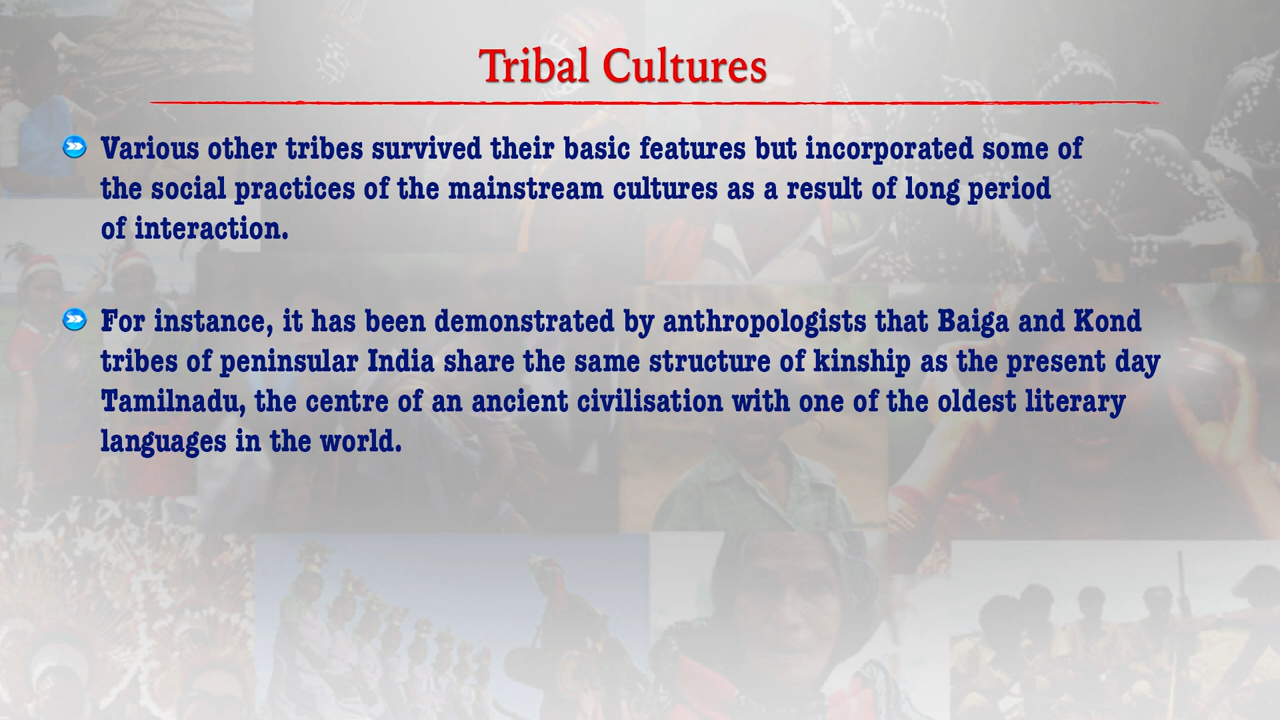 Tribal Cultures
Various other tribes survived their basic features but incorporated some of
the social practices of the mainstream cultures as a result of long period
of interaction.
For instance, it has been demonstrated by anthropologists that Baiga and Kond
tribes of peninsular India share the same structure of kinship as the present day
Tamilnadu, the centre of an ancient civilisation with one of the oldest literary
languages in the world.